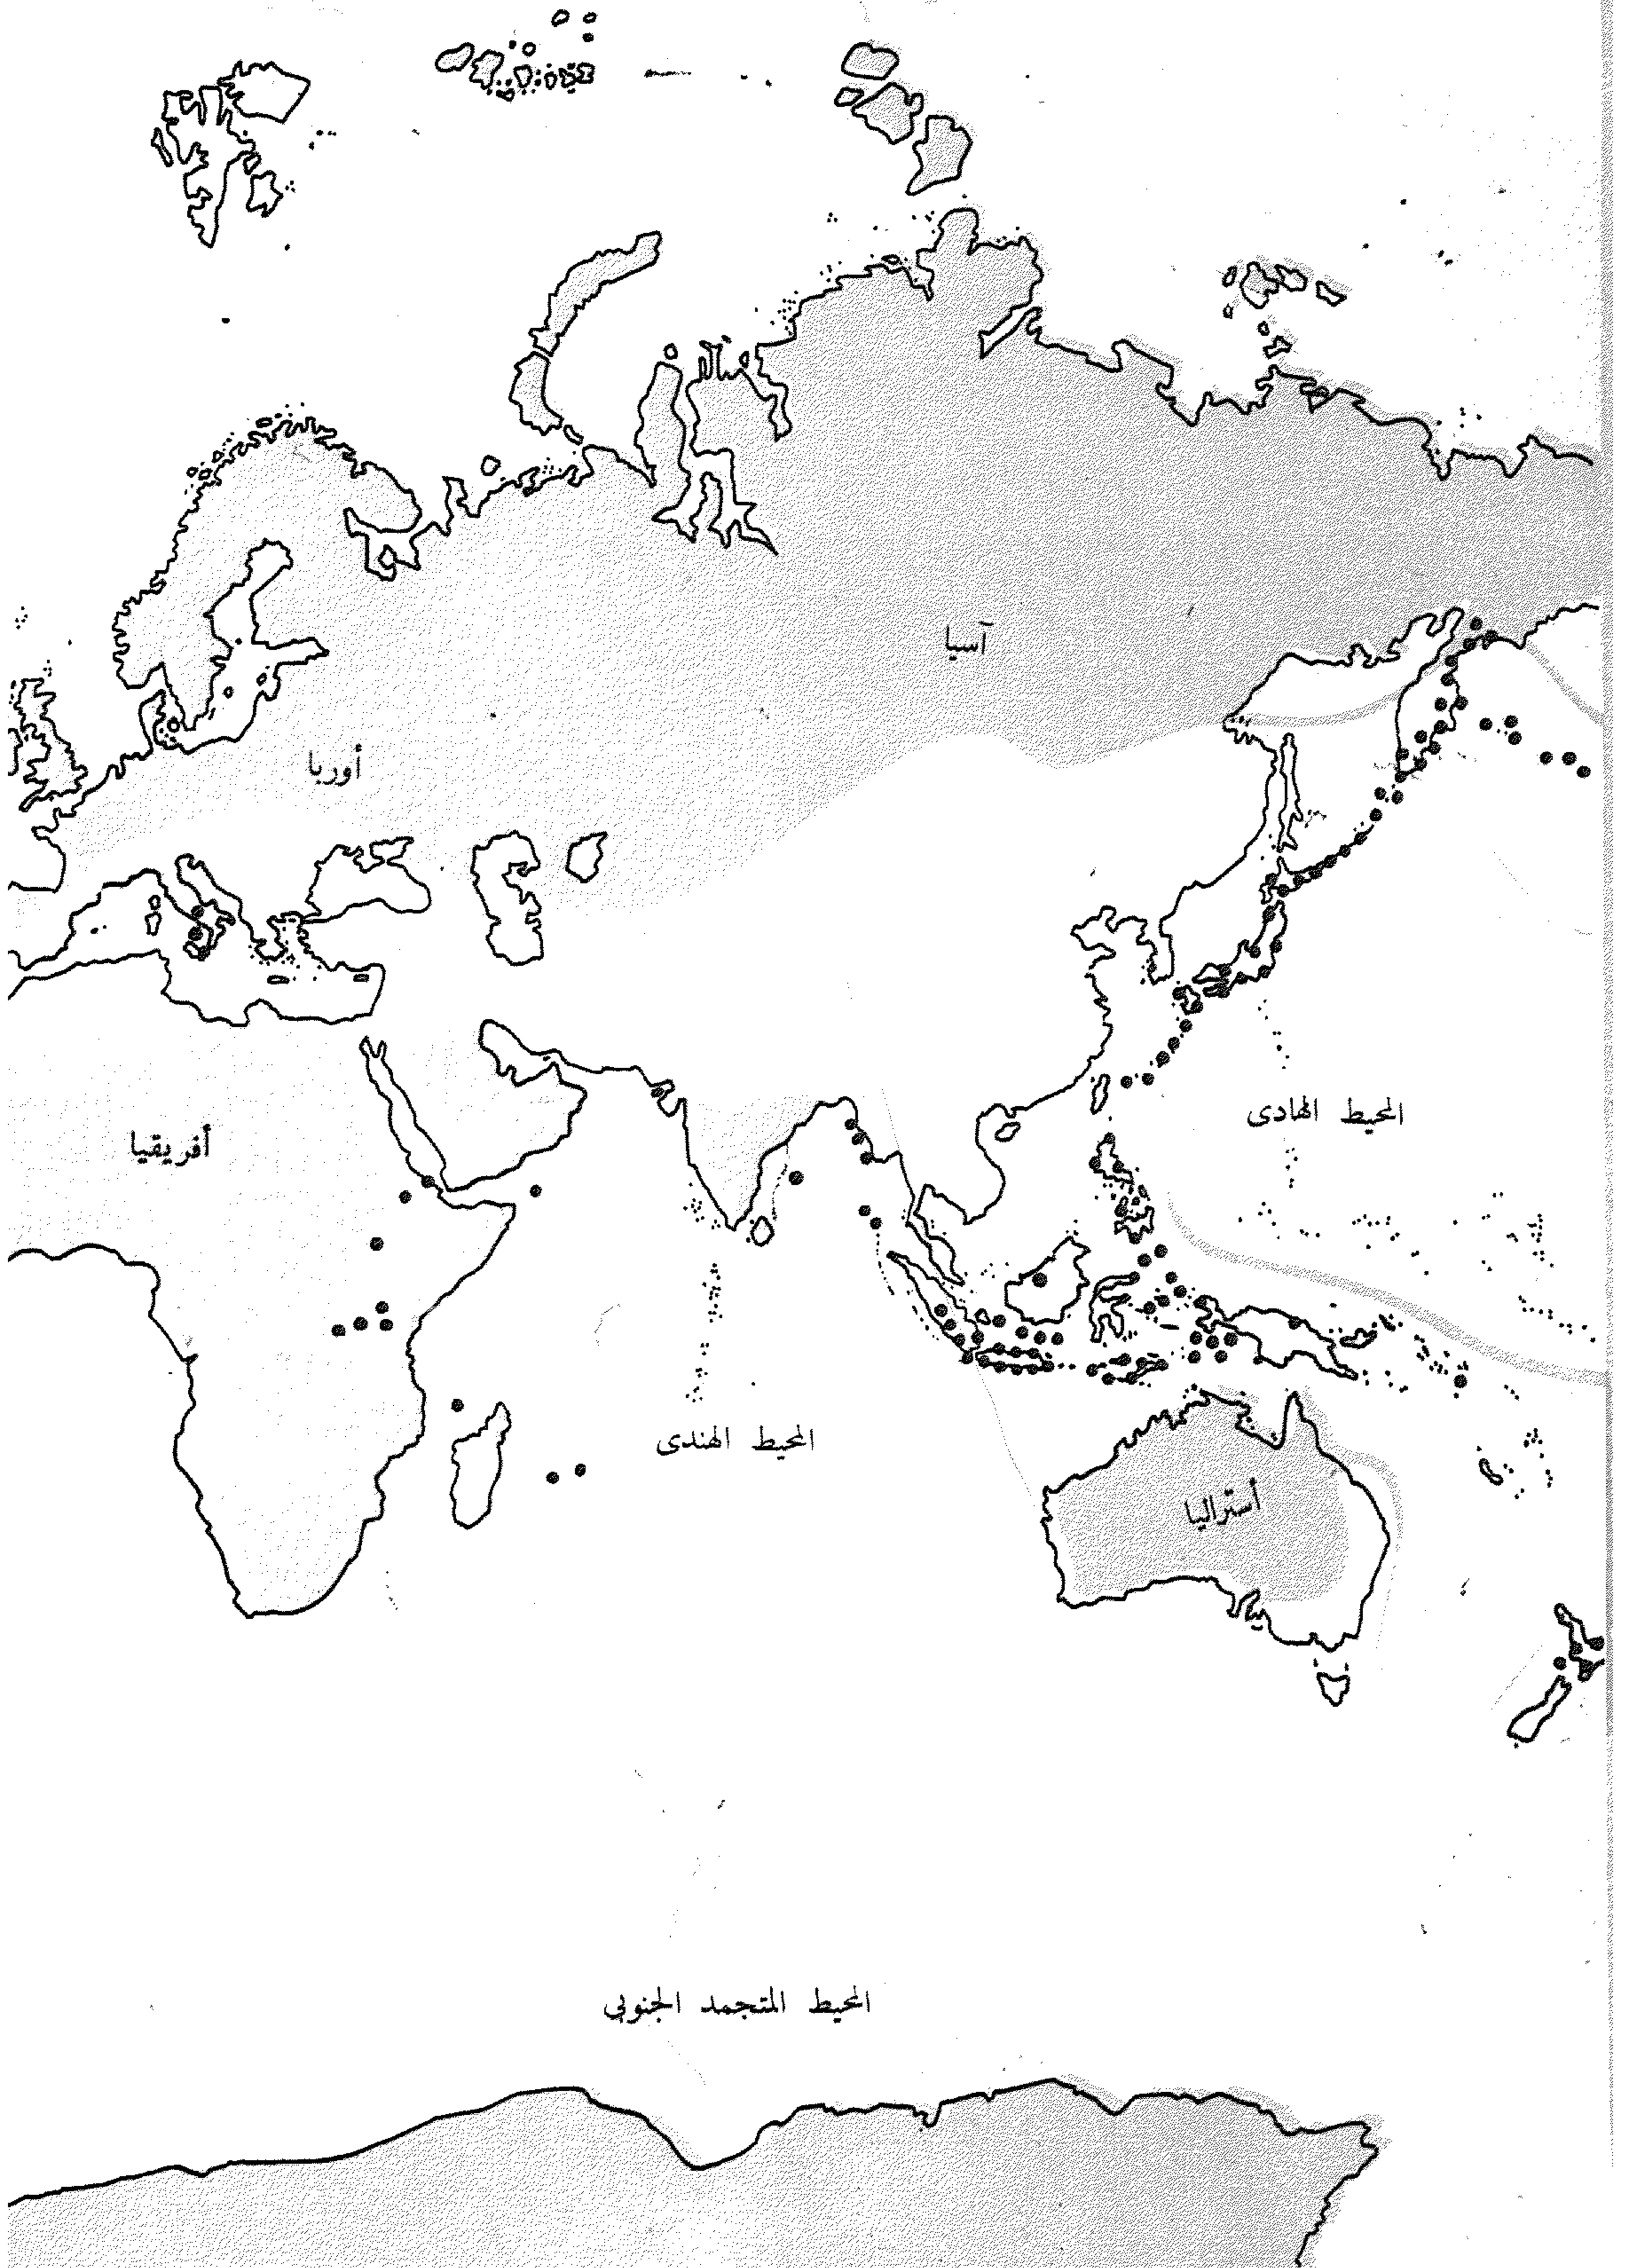 آسيا
أوربا
المحيط الهادى
أفريقيا
المحيط الهندى
أستراليا
المحيط المتجمد الجنوبى